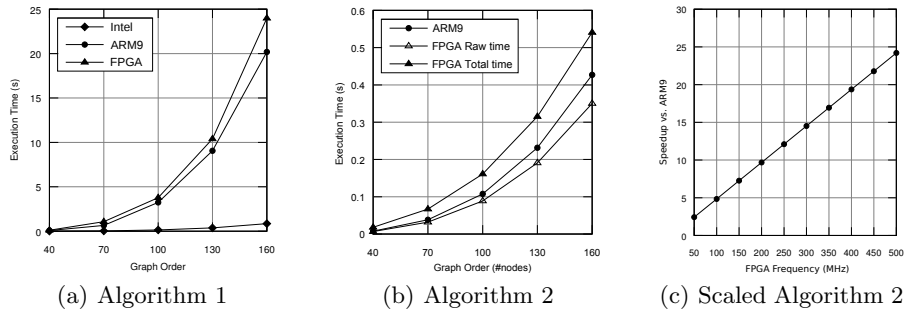 25
20
15
10
5
0
Execution Time (s)
Intel
ARM9
FPGA
40 70 100 130 160
Graph Order
(a) Algorithm 1
0.6
0.5
0.4
0.3
0.2
0.1
0
Execution Time (s)
ARM9
FPGA Raw time
FPGA Total time
40 70 100 130 160
Graph Order (#nodes)
(b) Algorithm 2
30
25
20
15
10
5
0
Speedup vs. ARM9
50 100 150 200 250 300 350 400 450 500
FPGA Frequency (MHz)
(c) Scaled Algorithm 2